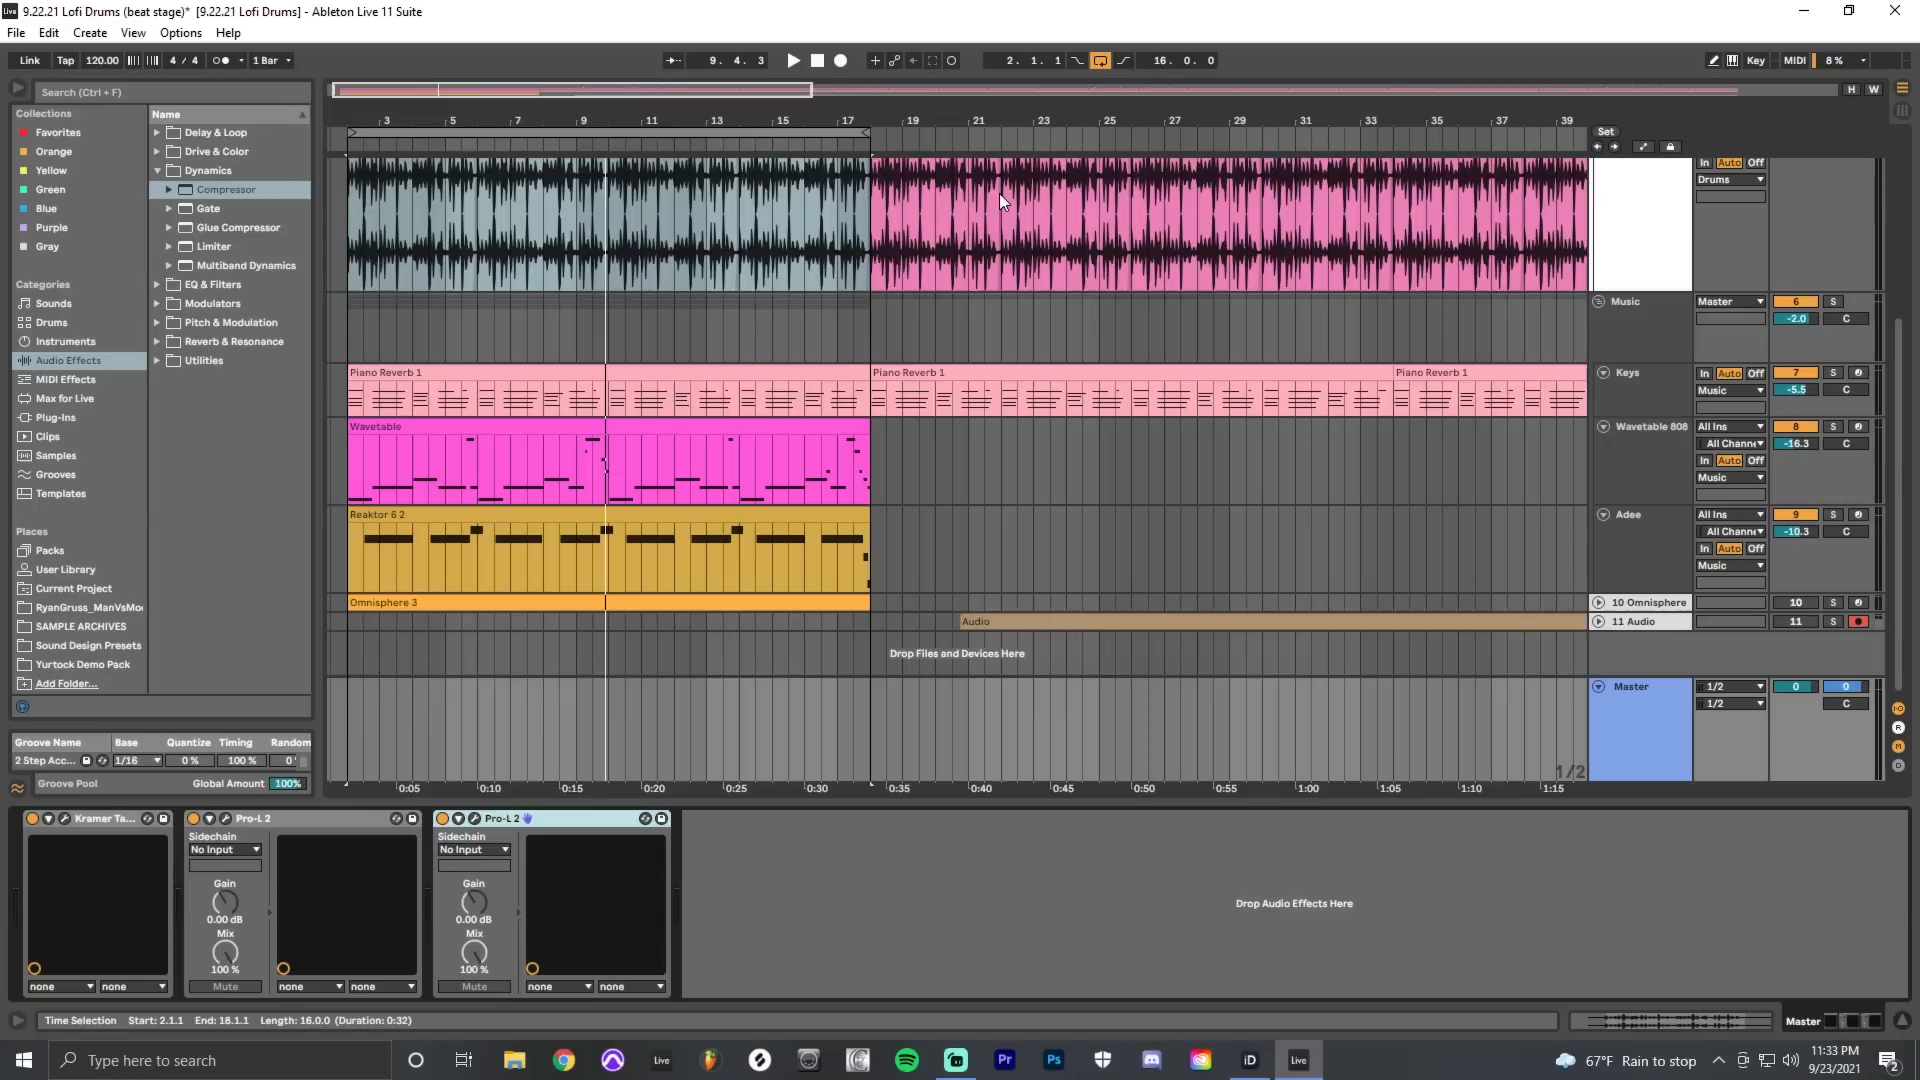 9.22.21 Lofi Drums (beat stage)* [9.22.21 Lofi Drums] - Ableton Live 11 Suite
File Edit Create View Options Help
Link Tap 120.00 4 / 4 1 Bar 9. 4. 3 2. 1. 1 16. 0. 0 Key MIDI 8 %
Search (Ctrl + F)
H W
Collections
Favorites
Orange
Yellow
Green
Blue
Purple
Gray
Categories
Sounds
Drums
Instruments
Audio Effects
MIDI Effects
Max for Live
Plug-Ins
Clips
Samples
Grooves
Templates
Places
Packs
User Library
Current Project
RyanGruss_ManVsMo
SAMPLE ARCHIVES
Sound Design Presets
Yurtock Demo Pack
Add Folder...
Name
Delay & Loop
Drive & Color
Dynamics
Compressor
Gate
Glue Compressor
Limiter
Multiband Dynamics
EQ & Filters
Modulators
Pitch & Modulation
Reverb & Resonance
Utilities
3 5 7 9 11 13 15 17 19 21 23 25 27 29 31 33 35 37 39
Set
In Auto Off
Drums
Music Master 6 S
-2.0 C
Piano Reverb 1 Piano Reverb 1 Piano Reverb 1
Keys In Auto Off 7 S
Music -5.5 C
Wavetable
Wavetable 808 All Ins 8 S
All Channe -16.3 C
In Auto Off
Music
Reaktor 6 2
Adee All Ins 9 S
All Channe -10.3 C
In Auto Off
Music
Omnisphere 3 10 Omnisphere 10 S
Audio 11 Audio 11 S
Drop Files and Devices Here
Master 1/2 0 0
1/2 C
1/2
0:05 0:10 0:15 0:20 0:25 0:30 0:35 0:40 0:45 0:50 0:55 1:00 1:05 1:10 1:15
Groove Name Base Quantize Timing Random
2 Step Acc... 1/16 0 % 100 % 0
Groove Pool Global Amount 100%
Kramer Ta...
none none
Pro-L 2
Sidechain
No Input
Gain
0.00 dB
Mix
100 %
Mute none none
Pro-L 2
Sidechain
No Input
Gain
0.00 dB
Mix
100 %
Mute none none
Drop Audio Effects Here
Time Selection Start: 2.1.1 End: 18.1.1 Length: 16.0.0 (Duration: 0:32)
Master
Type here to search
Live
Pr
Ps
iD
Live
67°F Rain to stop
11:33 PM
9/23/2021
2